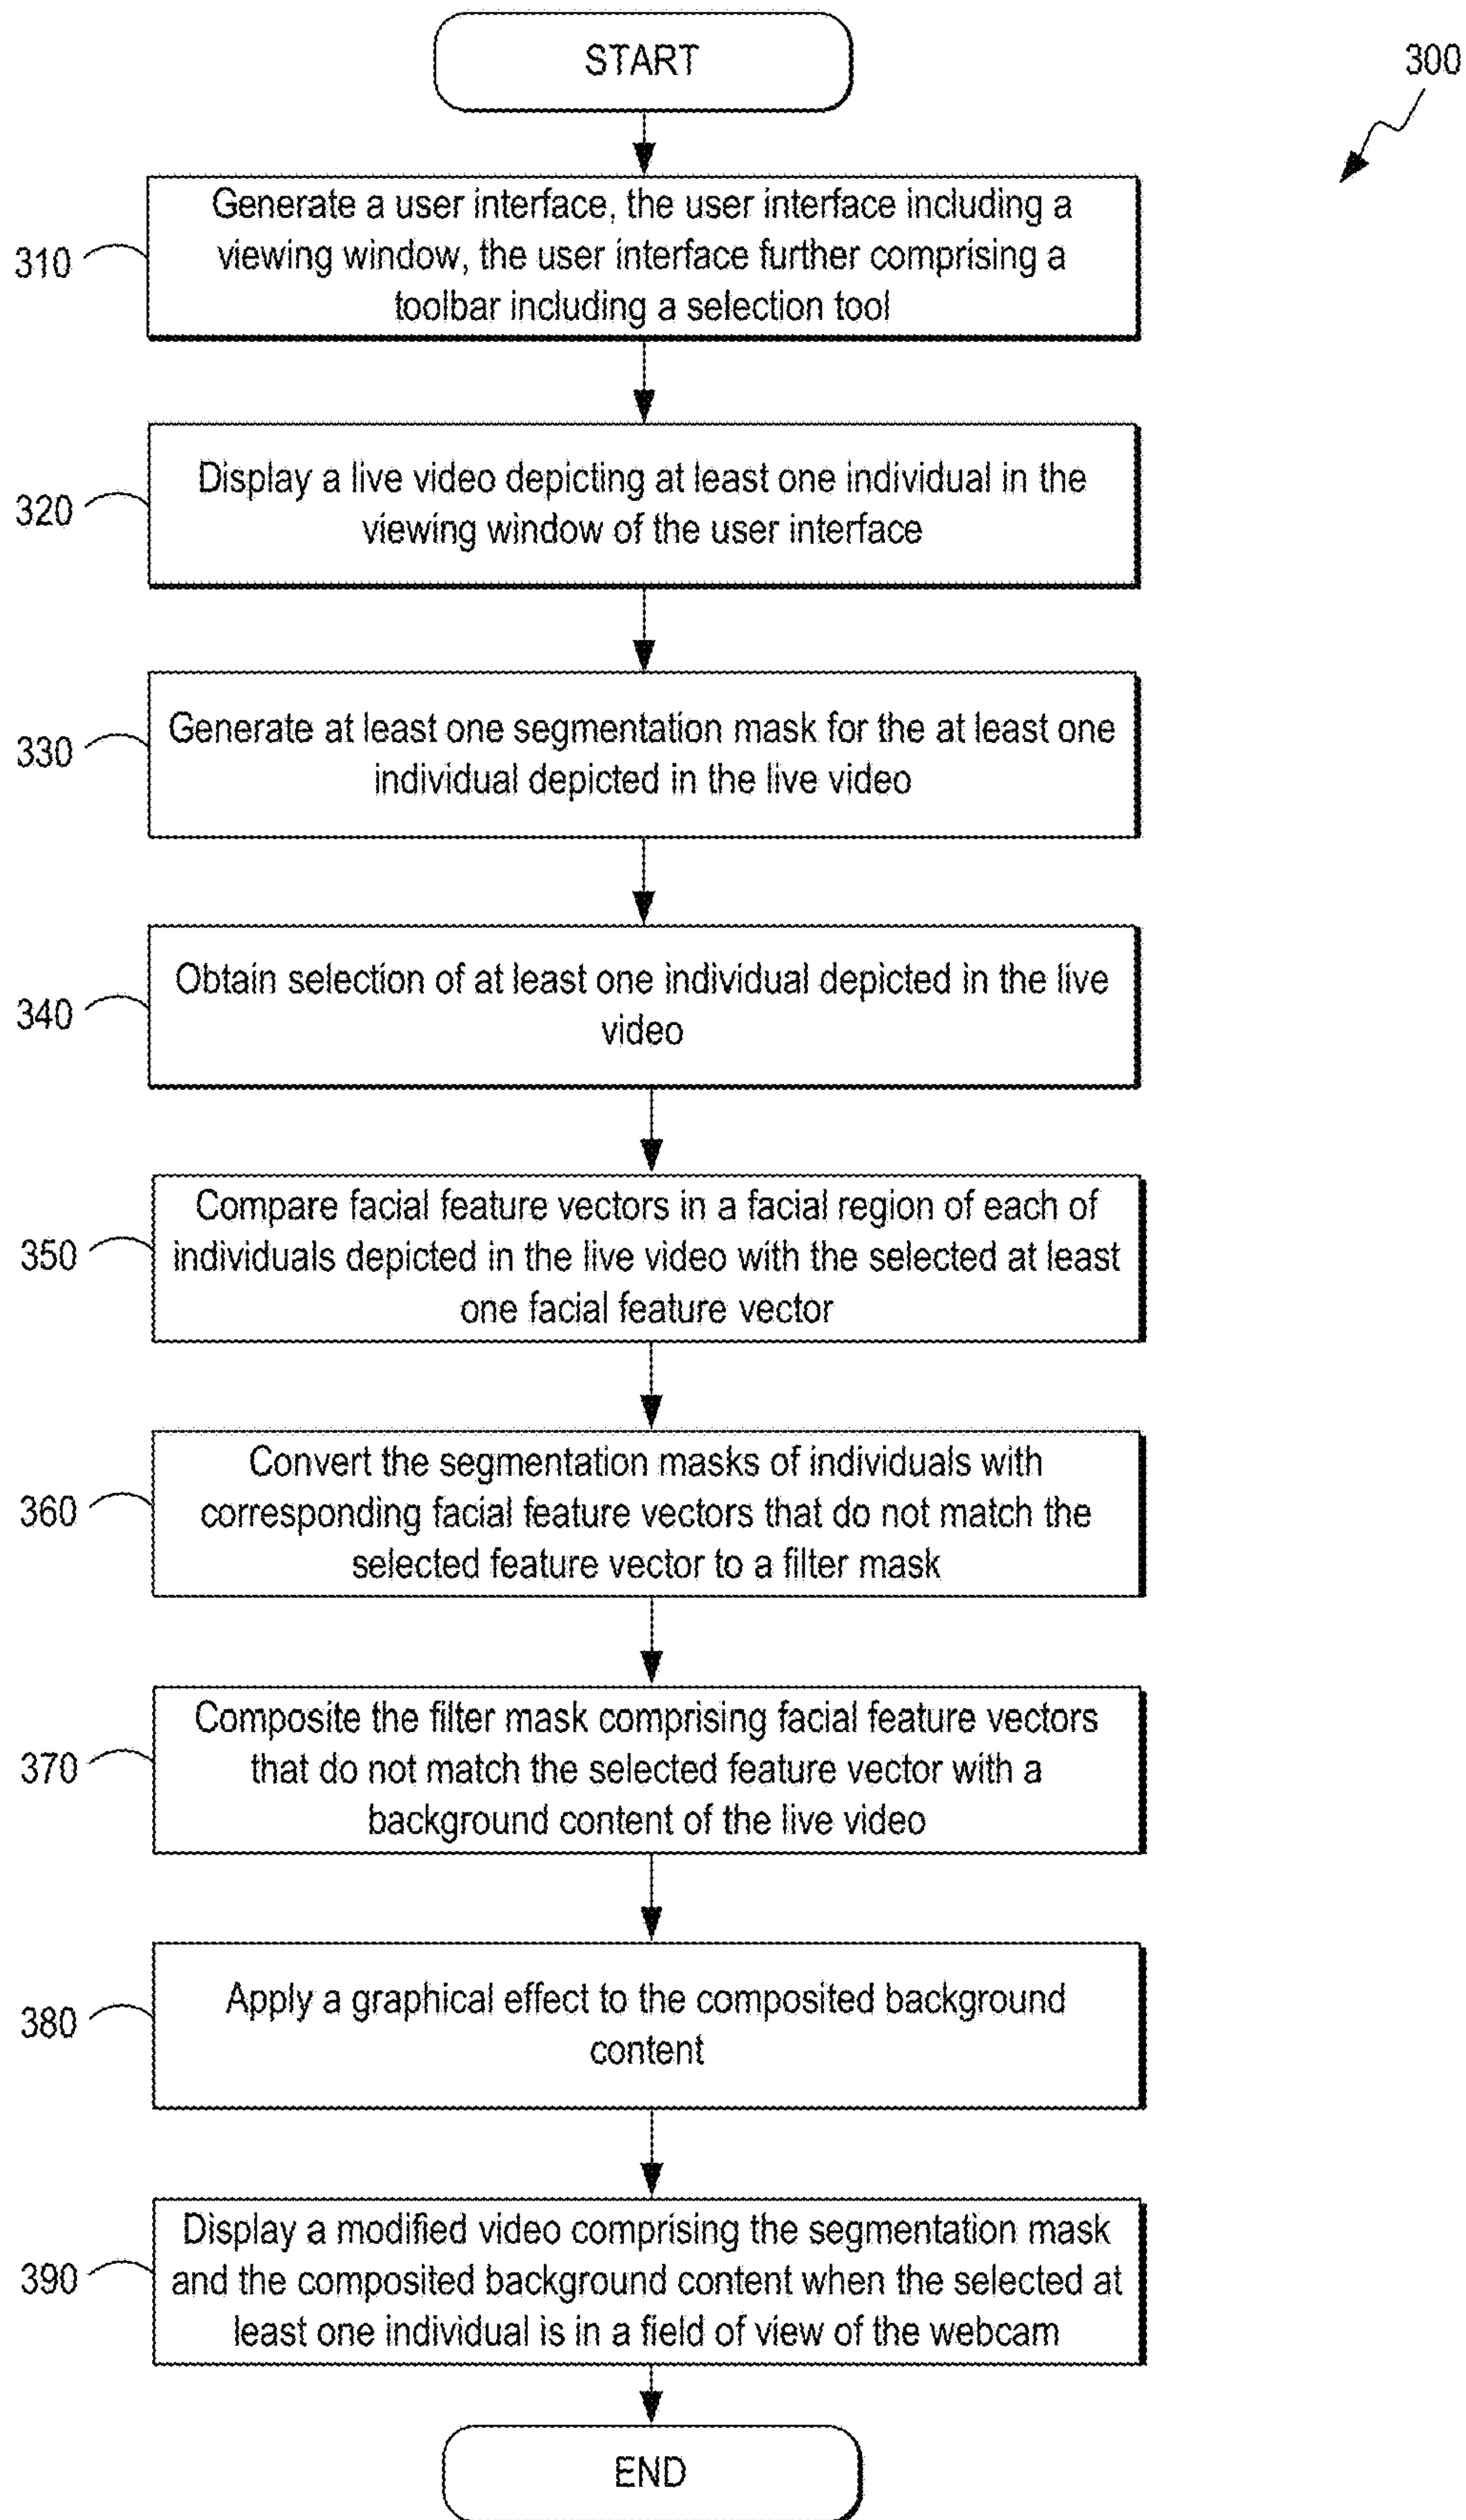 START
300
310
Generate a user interface, the user interface including a
viewing window, the user interface further comprising a
toolbar including a selection tool
320
Display a live video depicting at least one individual in the
viewing window of the user interface
330
Generate at least one segmentation mask for the at least one
individual depicted in the live video
340
Obtain selection of at least one individual depicted in the live
video
350
Compare facial feature vectors in a facial region of each of
individuals depicted in the live video with the selected at least
one facial feature vector
360
Convert the segmentation masks of individuals with
corresponding facial feature vectors that do not match the
selected feature vector to a filter mask
370
Composite the filter mask comprising facial feature vectors
that do not match the selected feature vector with a
background content of the live video
380
Apply a graphical effect to the composited background
content
390
Display a modified video comprising the segmentation mask
and the composited background content when the selected at
least one individual is in a field of view of the webcam
END